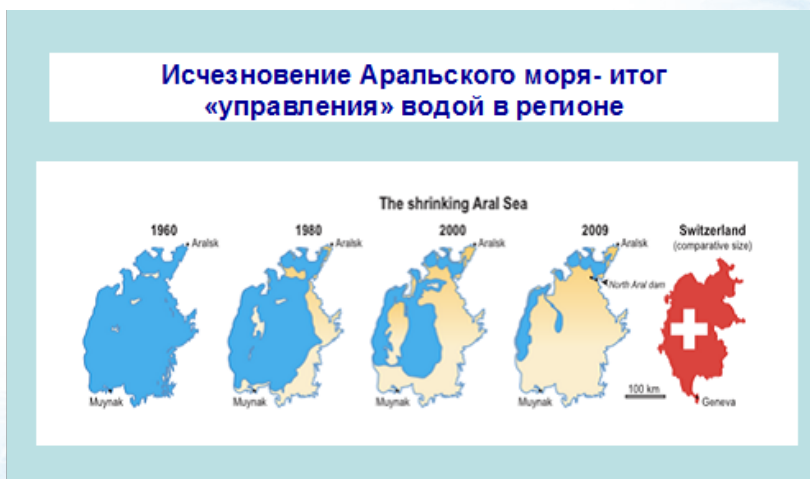 Исчезновение Аральского моря- итог
«управления» водой в регионе
The shrinking Aral Sea
1960
1980
2000
2009
Switzerland
(comparative size)
Aralsk
Aralsk
Aralsk
Aralsk
North Aral dam
Muynak
Muynak
Muynak
Muynak
100 km
Geneva